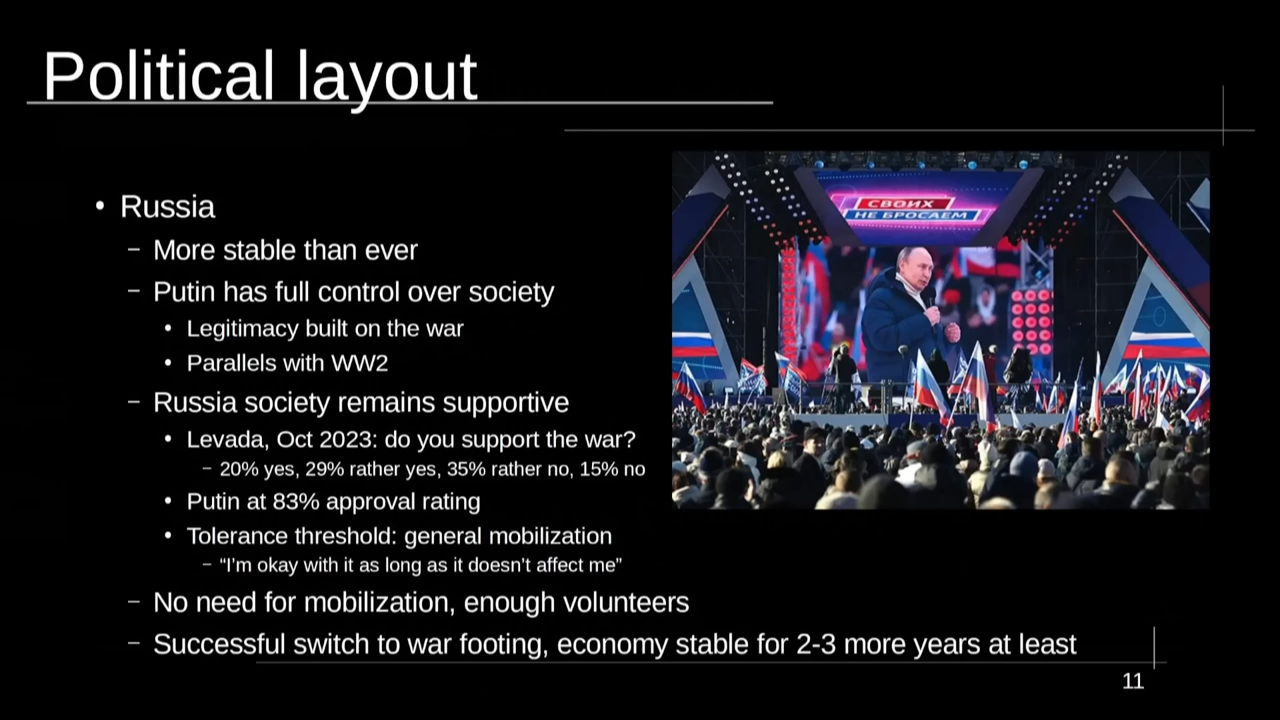 Political layout
• Russia
– More stable than ever
– Putin has full control over society
• Legitimacy built on the war
• Parallels with WW2
– Russia society remains supportive
• Levada, Oct 2023: do you support the war?
– 20% yes, 29% rather yes, 35% rather no, 15% no
• Putin at 83% approval rating
• Tolerance threshold: general mobilization
– “I’m okay with it as long as it doesn’t affect me”
– No need for mobilization, enough volunteers
– Successful switch to war footing, economy stable for 2-3 more years at least
СВОИХ
НЕ БРОСАЕМ
11